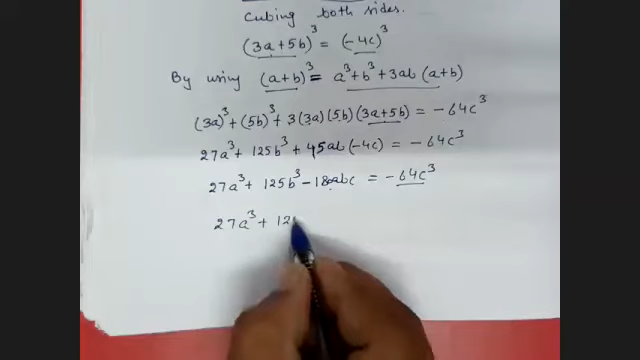 Cubing both sides.
(3a+5b)³ = (-4c)³
By using (a+b)³ = a³+b³+3ab(a+b)
(3a)³+(5b)³+3(3a)(5b)(3a+5b) = -64c³
27a³+125b³+45ab(-4c) = -64c³
27a³+125b³-180abc = -64c³
27a³+12